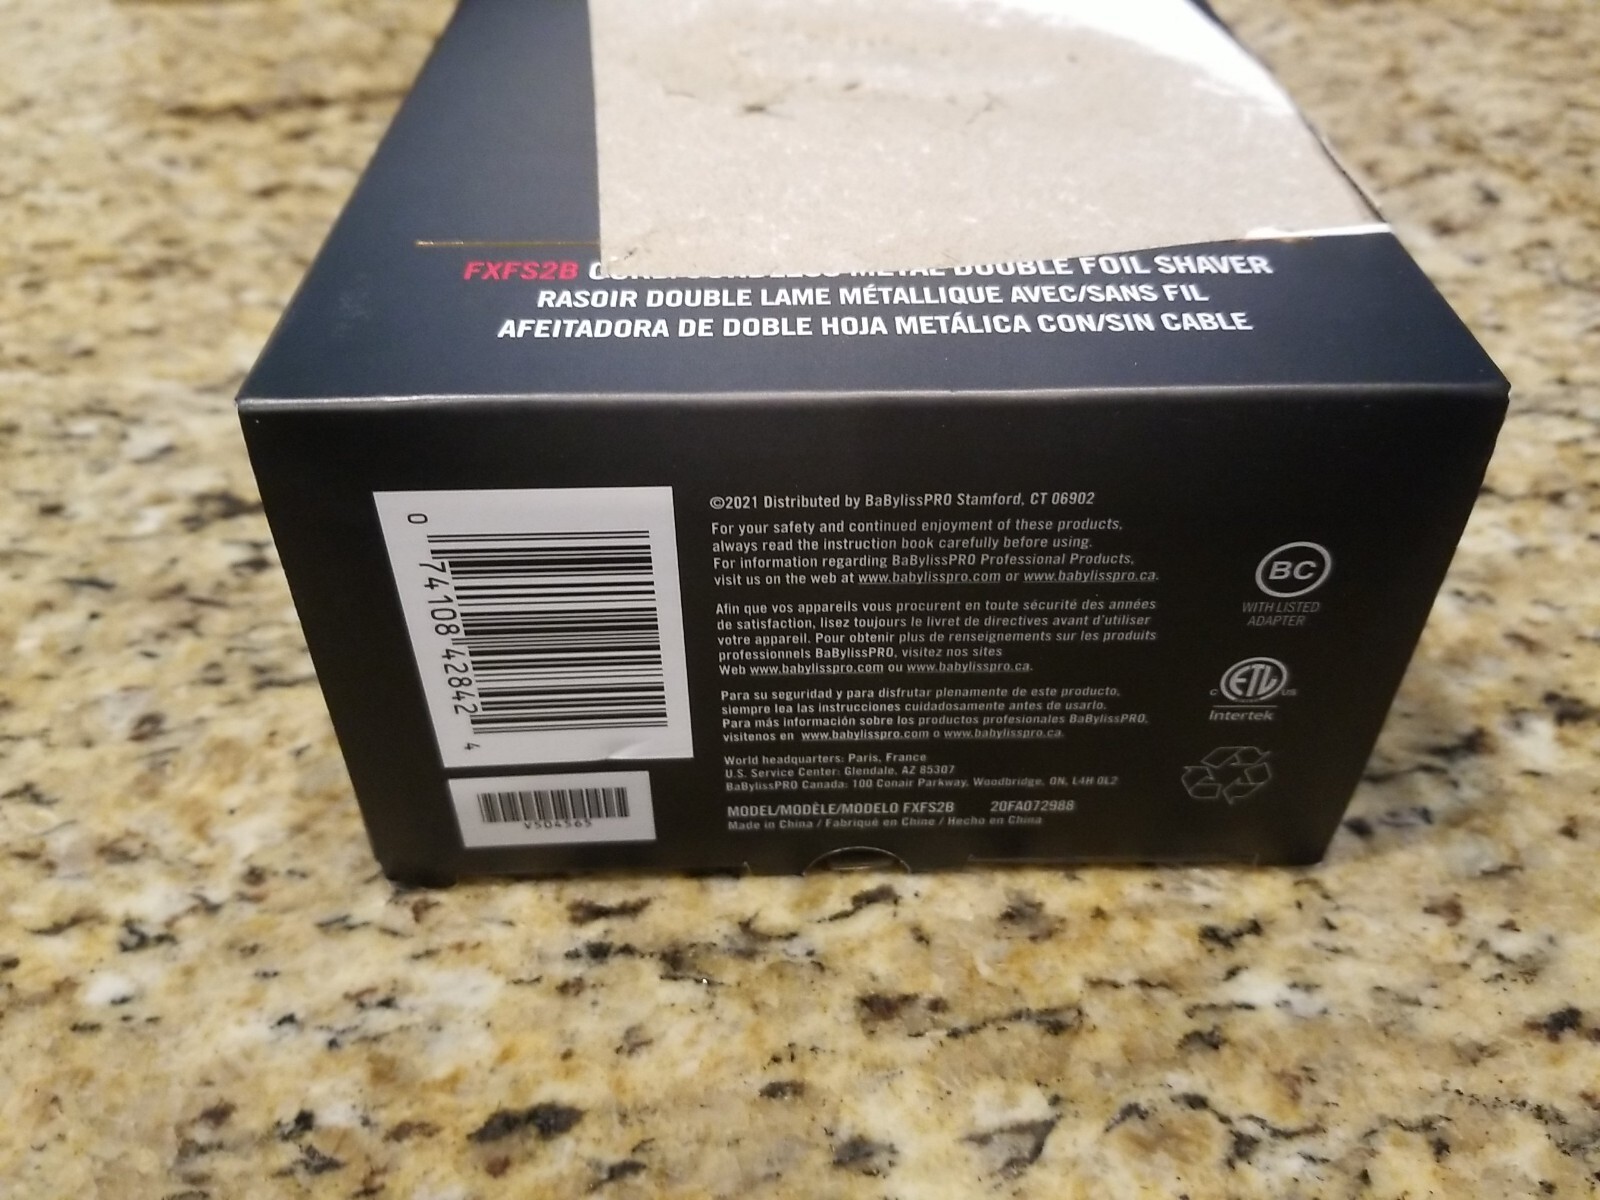 FXFS2B METAL DOUBLE FOIL SHAVER
RASOIR DOUBLE LAME MÉTALLIQUE AVEC/SANS FIL
AFEITADORA DE DOBLE HOJA METÁLICA CON/SIN CABLE
0 74108 42842 4
VS04565
©2021 Distributed by BaBylissPRO Stamford, CT 06902
For your safety and continued enjoyment of these products,
always read the instruction book carefully before using.
For information regarding BaBylissPRO Professional Products,
visit us on the web at www.babylisspro.com or www.babylisspro.ca.
Afin que vos appareils vous procurent en toute sécurité des années
de satisfaction, lisez toujours le livret de directives avant d'utiliser
votre appareil. Pour obtenir plus de renseignements sur les produits
professionnels BaBylissPRO, visitez nos sites
Web www.babylisspro.com ou www.babylisspro.ca.
Para su seguridad y para disfrutar plenamente de este producto,
siempre lea las instrucciones cuidadosamente antes de usarlo.
Para más información sobre los productos profesionales BaBylissPRO,
visítenos en www.babylisspro.com o www.babylisspro.ca.
World headquarters: Paris, France
U.S. Service Center: Glendale, AZ 85307
BaBylissPRO Canada: 100 Conair Parkway, Woodbridge, ON, L4H 0L2
MODEL/MODÈLE/MODELO FXFS2B 20FA072988
Made in China / Fabriqué en Chine / Hecho en China
BC
WITH LISTED
ADAPTER
C ETL US
Intertek